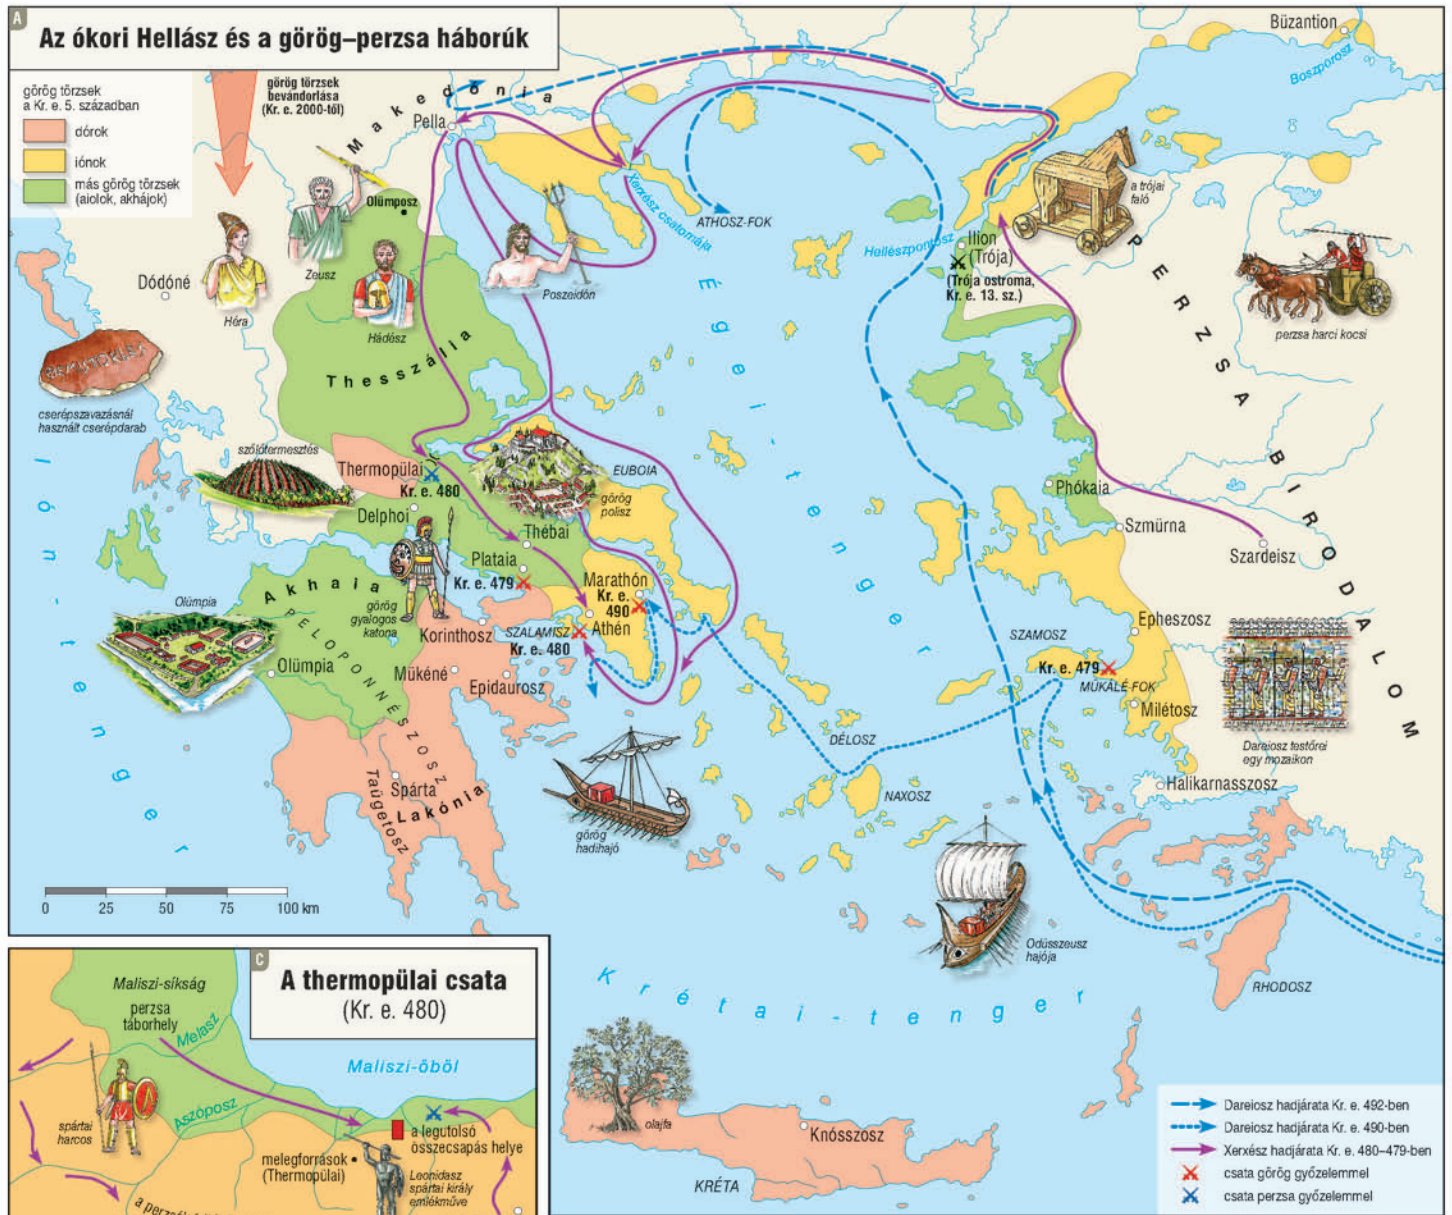 A
Az ókori Hellász és a görög–perzsa háborúk
görög törzsek
a Kr. e. 5. században
dórok
iónok
más görög törzsek
(aiolok, akhájok)
görög törzsek
bevándorlása
(Kr. e. 2000-től)
Makedónia
Pella
Büzantion
Boszporosz
Olümposz
Zeusz
Héra
Hádész
Poszeidón
Dódóné
Xerxész csatornája
ATHOSZ-FOK
Hellészpontosz
Ilion
(Trója)
(Trója ostroma,
Kr. e. 13. sz.)
a trójai
faló
perzsa harci kocsi
PERZSA BIRODALOM
Égei-tenger
Thesszália
cserépszavazásnál
használt cserépdarab
szőlőtermesztés
Thermopülai
Kr. e. 480
Delphoi
EUBOIA
görög
polisz
Thébai
Plataia
Kr. e. 479
Marathón
Kr. e.
490
SZALAMISZ
Kr. e. 480
Athén
Phókaia
Szmürna
Szardeisz
Jón-tenger
Akhaia
PELOPONNÉSZOSZ
görög
gyalogos
katona
Korinthosz
Mükéné
Epidaurosz
Olümpia
Olümpia
Epheszosz
SZAMOSZ
Kr. e. 479
MÜKALÉ-FOK
Milétosz
Dareiosz testőrei
egy mozaikon
DÉLOSZ
NAXOSZ
Halikarnasszosz
Spárta
Lakónia
Taügetosz
görög
hadihajó
Odüsszeusz
hajója
RHODOSZ
0 25 50 75 100 km
Krétai-tenger
olajfa
Knósszosz
KRÉTA
Dareiosz hadjárata Kr. e. 492-ben
Dareiosz hadjárata Kr. e. 490-ben
Xerxész hadjárata Kr. e. 480–479-ben
csata görög győzelemmel
csata perzsa győzelemmel
C
A thermopülai csata
(Kr. e. 480)
Maliszi-síkság
perzsa
táborhely
Melasz
Maliszi-öböl
Aszóposz
spártai
harcos
a legutolsó
összecsapás helye
melegforrások
(Thermopülai)
Leonidasz
spártai király
emlékműve